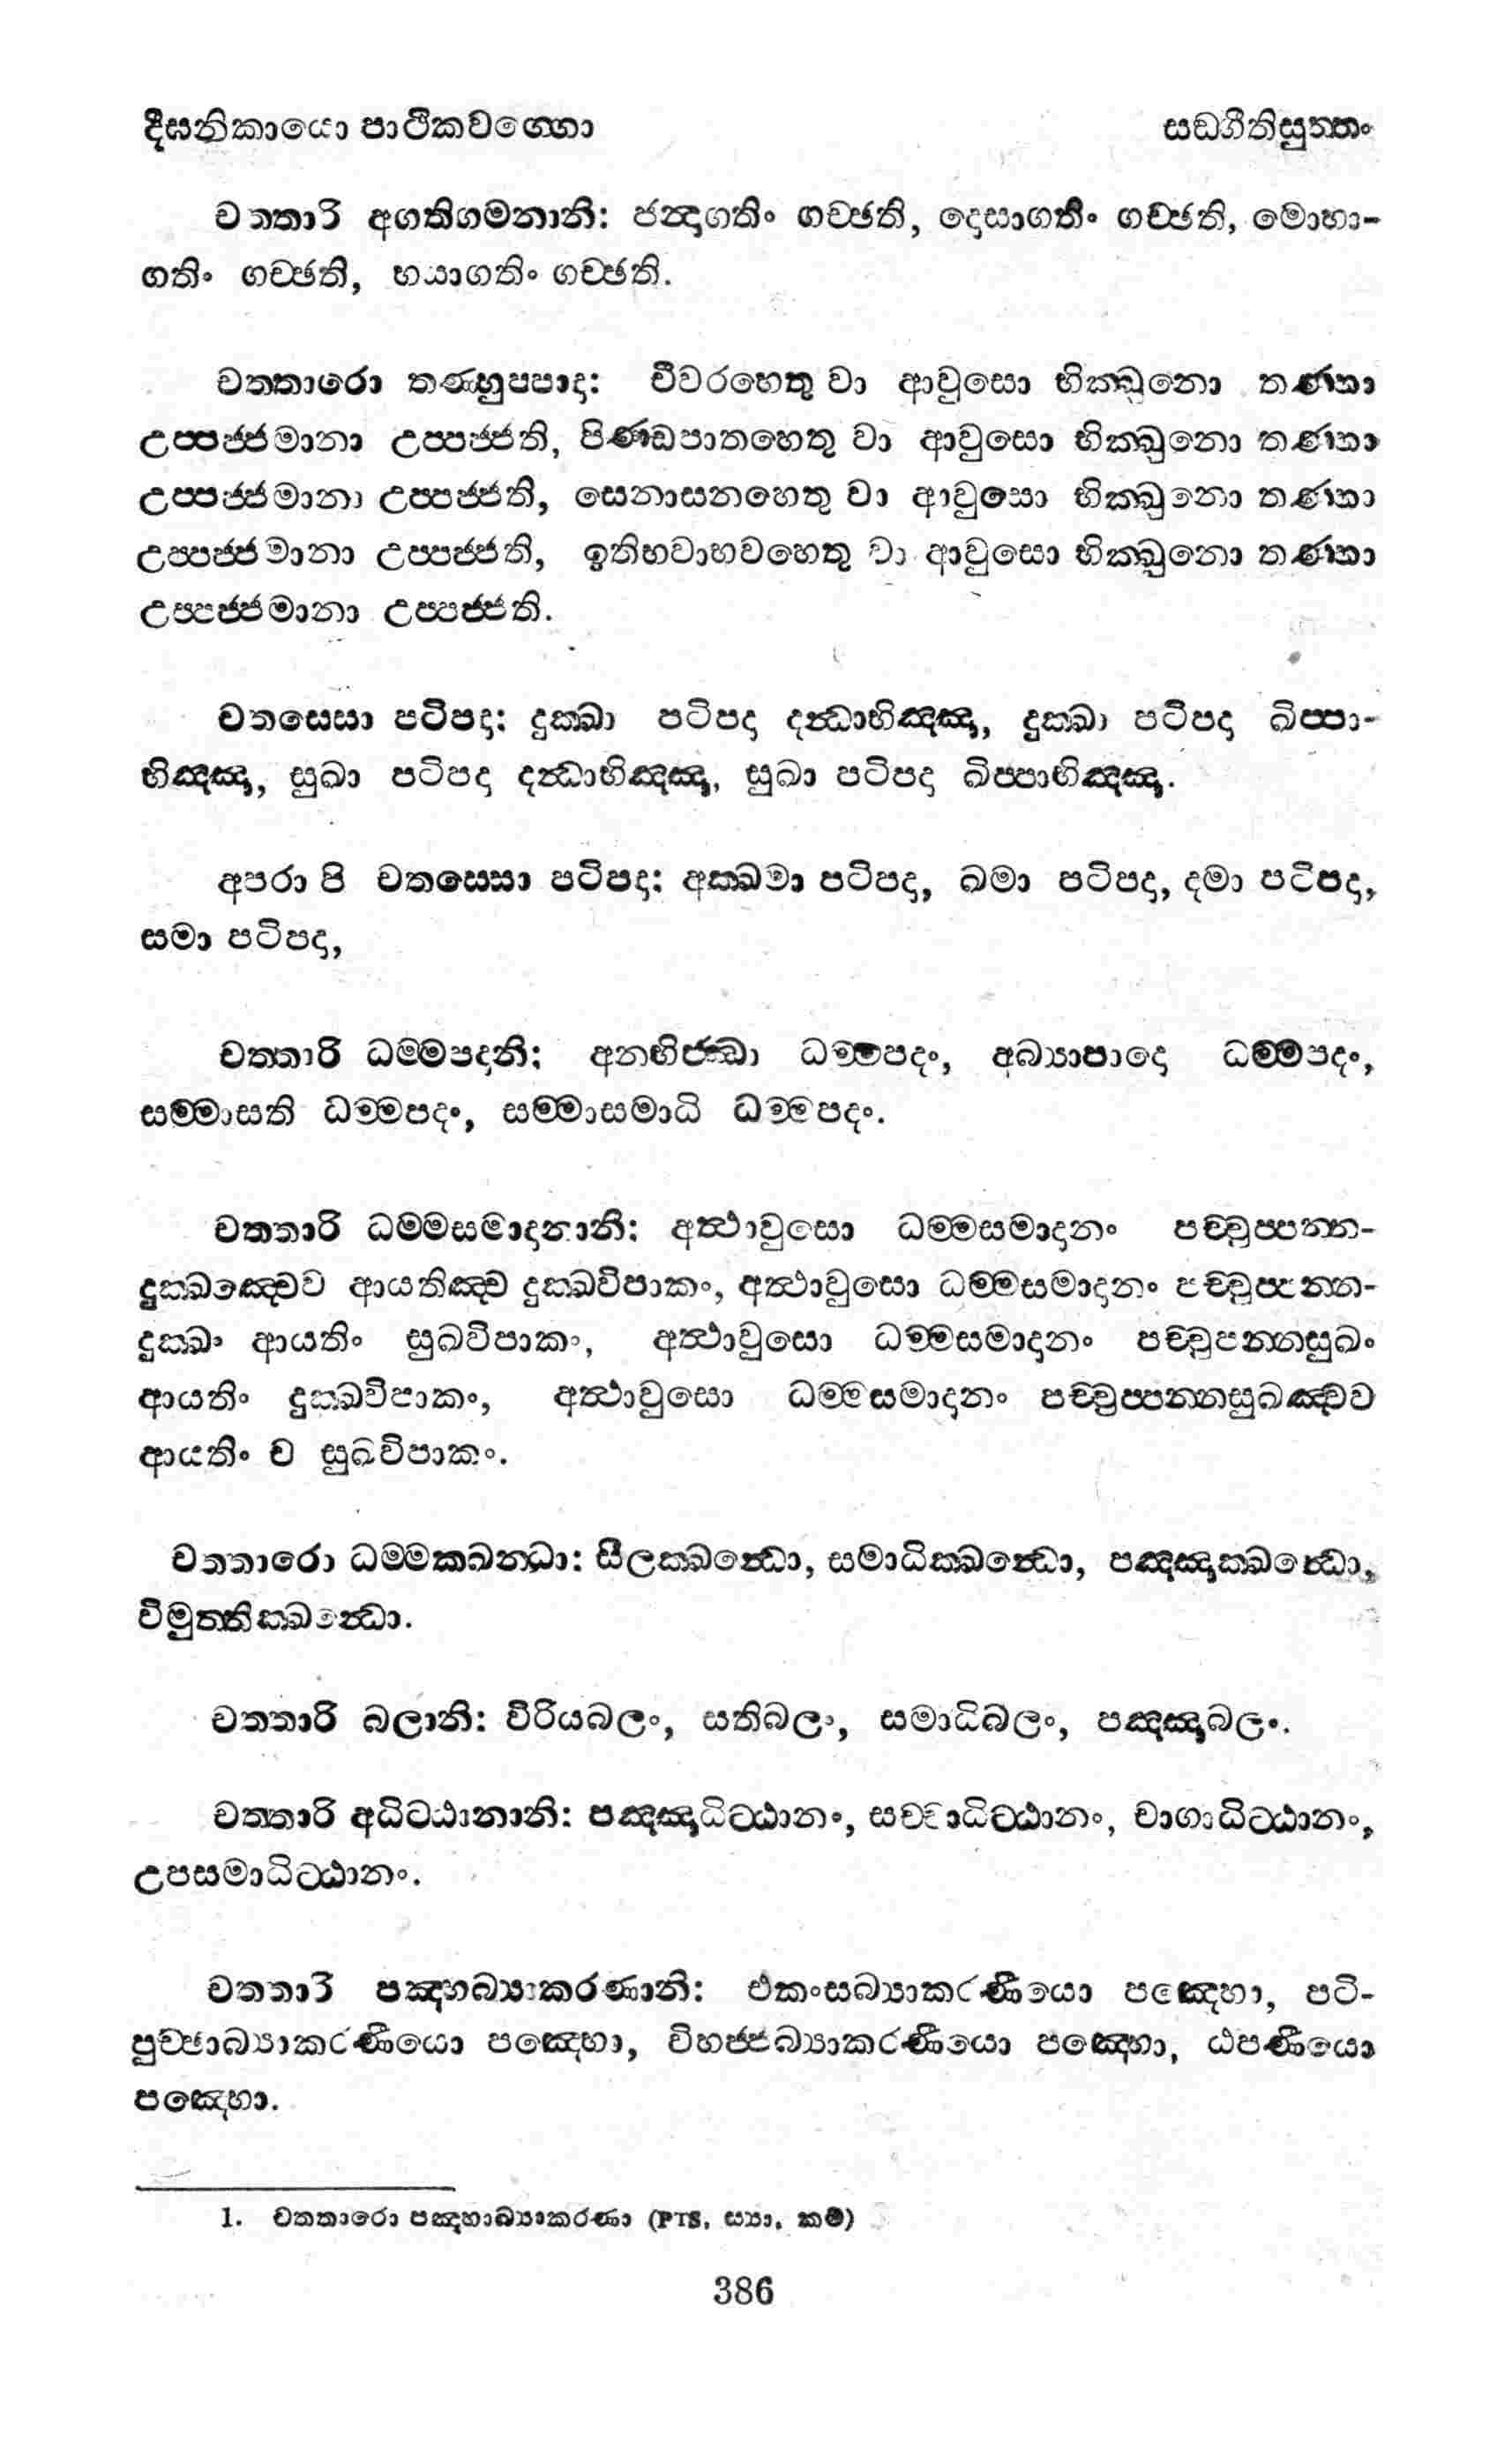 දීඝනිකායො පාථිකවග්ගො සඞ්ගීතිසුත්තං
චත්තාරි අගතිගමනානි: ඡන්දාගතිං ගච්ඡති, දොසාගතිං ගච්ඡති, මොහා-
ගතිං ගච්ඡති, භයාගතිං ගච්ඡති.
චත්තාරො තණ්හුප්පාදා: චීවරහෙතු වා ආවුසො භික්ඛුනො තණ්හා
උප්පජ්ජමානා උප්පජ්ජති, පිණ්ඩපාතහෙතු වා ආවුසො භික්ඛුනො තණ්හා
උප්පජ්ජමානා උප්පජ්ජති, සෙනාසනහෙතු වා ආවුසො භික්ඛුනො තණ්හා
උප්පජ්ජමානා උප්පජ්ජති, ඉතිභවාභවහෙතු වා ආවුසො භික්ඛුනො තණ්හා
උප්පජ්ජමානා උප්පජ්ජති.
චතස්සො පටිපදා: දුක්ඛා පටිපදා දන්ධාභිඤ්ඤා, දුක්ඛා පටිපදා ඛිප්පා-
භිඤ්ඤා, සුඛා පටිපදා දන්ධාභිඤ්ඤා, සුඛා පටිපදා ඛිප්පාභිඤ්ඤා.
අපරා පි චතස්සො පටිපදා: අක්ඛමා පටිපදා, ඛමා පටිපදා, දමා පටිපදා,
සමා පටිපදා,
චත්තාරි ධම්මපදානි: අනභිජ්ඣා ධම්මපදං, අබ්‍යාපාදො ධම්මපදං,
සම්මාසති ධම්මපදං, සම්මාසමාධි ධම්මපදං.
චත්තාරි ධම්මසමාදානානි: අත්ථාවුසො ධම්මසමාදානං පච්චුප්පන්න-
දුක්ඛඤ්චෙව ආයතිඤ්ච දුක්ඛවිපාකං, අත්ථාවුසො ධම්මසමාදානං පච්චුප්පන්න-
දුක්ඛං ආයතිං සුඛවිපාකං, අත්ථාවුසො ධම්මසමාදානං පච්චුපන්නසුඛං
ආයතිං දුක්ඛවිපාකං, අත්ථාවුසො ධම්මසමාදානං පච්චුප්පන්නසුඛඤ්චව
ආයතිං ච සුඛවිපාකං.
චත්තාරො ධම්මක්ඛන්ධා: සීලක්ඛන්ධො, සමාධික්ඛන්ධො, පඤ්ඤාක්ඛන්ධො,
විමුත්තික්ඛන්ධො.
චත්තාරි බලානි: විරියබලං, සතිබලං, සමාධිබලං, පඤ්ඤාබලං.
චත්තාරි අධිට්ඨානානි: පඤ්ඤාධිට්ඨානං, සච්චාධිට්ඨානං, චාගාධිට්ඨානං,
උපසමාධිට්ඨානං.
චත්තාරි පඤ්හබ්‍යාකරණානි: එකංසබ්‍යාකරණීයො පඤ්හො, පටි-
පුච්ඡාබ්‍යාකරණීයො පඤ්හො, විභජ්ජබ්‍යාකරණීයො පඤ්හො, ඨපණීයො
පඤ්හො.
1. චත්තාරො පඤ්හාබ්‍යාකරණා (PTS, ස්‍යා, කම්)
386